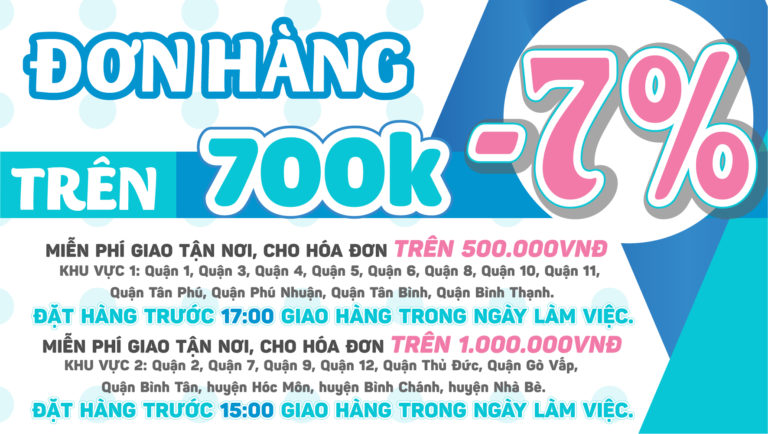 ĐƠN HÀNG
-7%
TRÊN 700k
MIỄN PHÍ GIAO TẬN NƠI, CHO HÓA ĐƠN TRÊN 500.000VNĐ
KHU VỰC 1: Quận 1, Quận 3, Quận 4, Quận 5, Quận 6, Quận 8, Quận 10, Quận 11,
Quận Tân Phú, Quận Phú Nhuận, Quận Tân Bình, Quận Bình Thạnh.
ĐẶT HÀNG TRƯỚC 17:00 GIAO HÀNG TRONG NGÀY LÀM VIỆC.
MIỄN PHÍ GIAO TẬN NƠI, CHO HÓA ĐƠN TRÊN 1.000.000VNĐ
KHU VỰC 2: Quận 2, Quận 7, Quận 9, Quận 12, Quận Thủ Đức, Quận Gò Vấp,
Quận Bình Tân, huyện Hóc Môn, huyện Bình Chánh, huyện Nhà Bè.
ĐẶT HÀNG TRƯỚC 15:00 GIAO HÀNG TRONG NGÀY LÀM VIỆC.